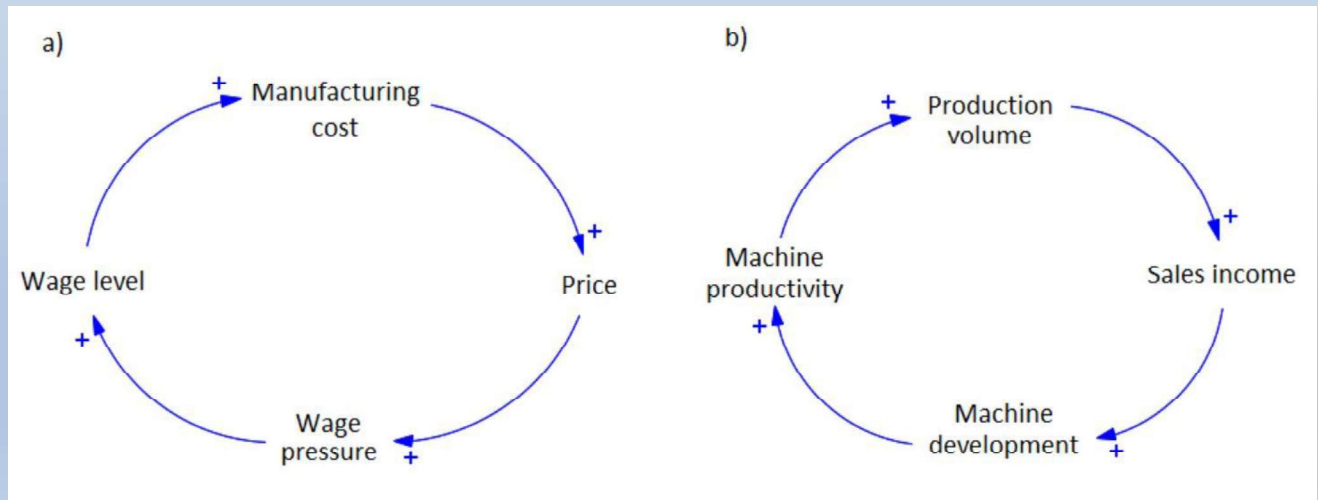 a)
+
Manufacturing
cost
+
Wage level
Price
+
Wage
pressure
+
b)
+
Production
volume
+
Machine
productivity
Sales income
+
Machine
development
+